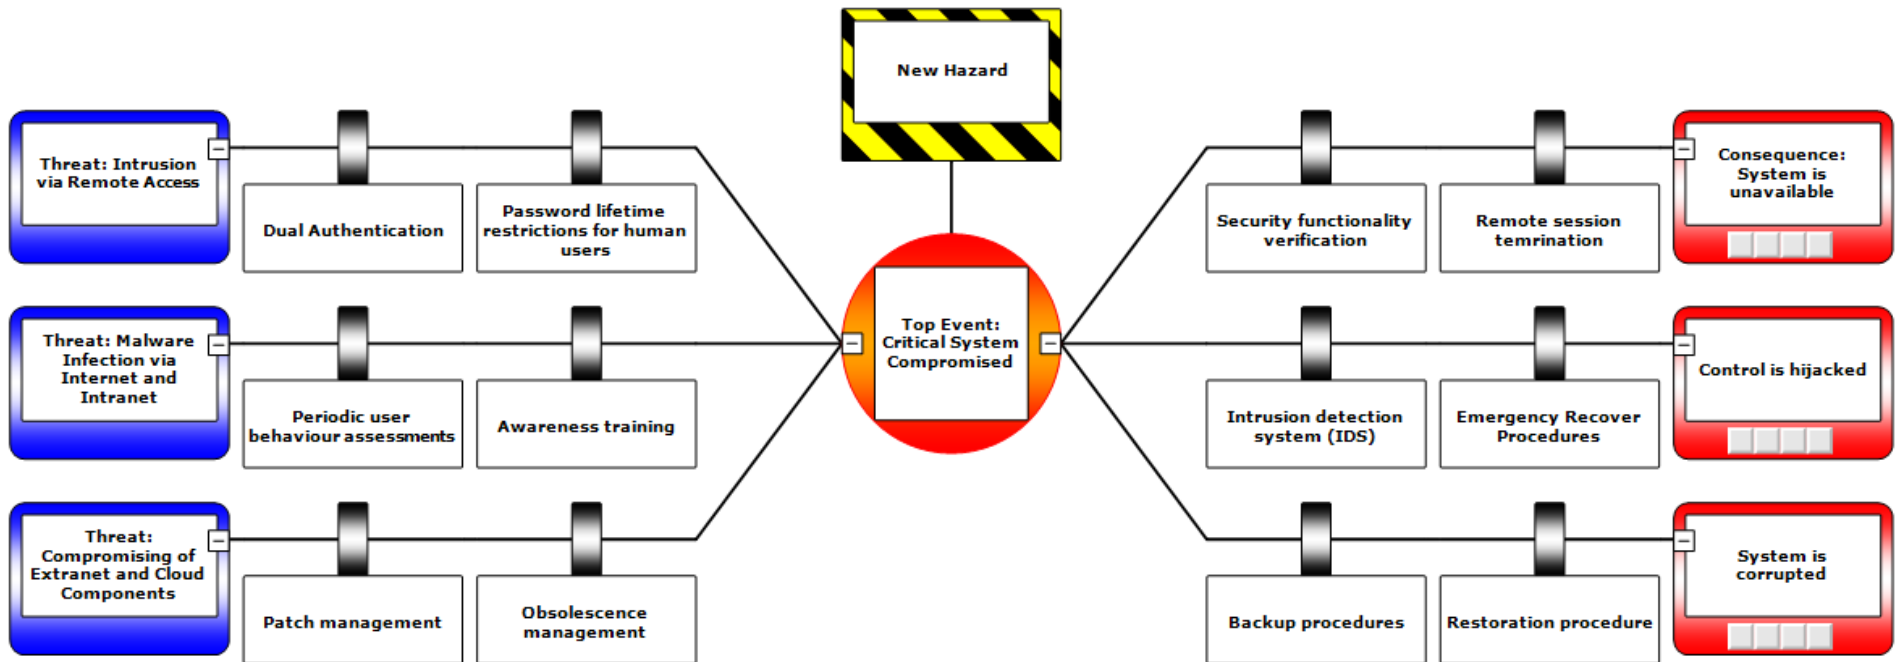 New Hazard
Threat: Intrusion
via Remote Access
Dual Authentication
Password lifetime
restrictions for human
users
Security functionality
verification
Remote session
temrination
Consequence:
System is
unavailable
Threat: Malware
Infection via
Internet and
Intranet
Periodic user
behaviour assessments
Awareness training
Top Event:
Critical System
Compromised
Intrusion detection
system (IDS)
Emergency Recover
Procedures
Control is hijacked
Threat:
Compromising of
Extranet and Cloud
Components
Patch management
Obsolescence
management
Backup procedures
Restoration procedure
System is
corrupted